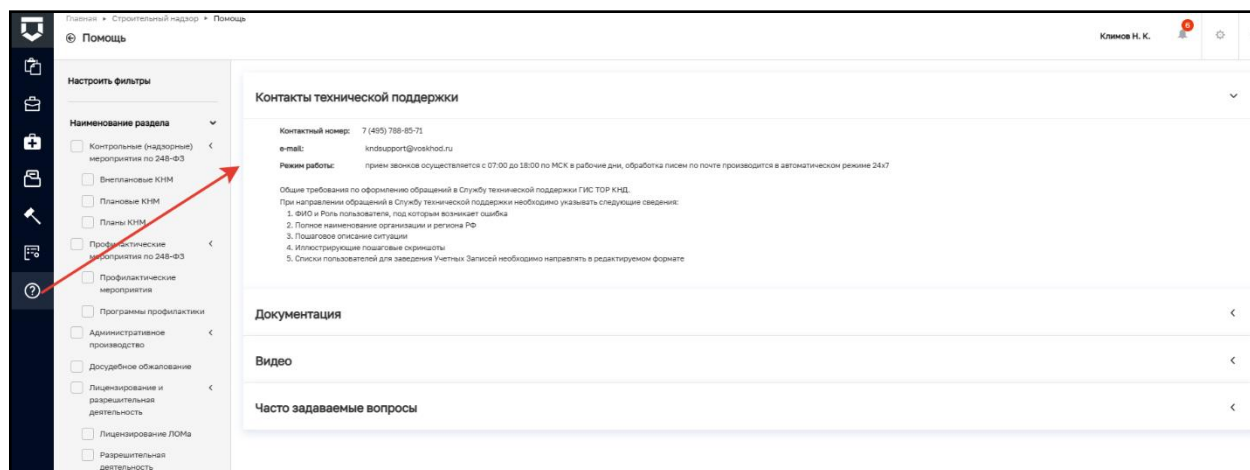 Главная ▸ Строительный надзор ▸ Помощь
Помощь
Климов Н. К.
6
Настроить фильтры
Наименование раздела
Контрольные (надзорные)
мероприятия по 248-ФЗ
Внеплановые КНМ
Плановые КНМ
Планы КНМ
Профилактические
мероприятия по 248-ФЗ
Профилактические
мероприятия
Программы профилактики
Административное
производство
Досудебное обжалование
Лицензирование и
разрешительная
деятельность
Лицензирование ЛОМа
Разрешительная
деятельность
Контакты технической поддержки
Контактный номер: 7 (495) 788-85-71
e-mail: kndsupport@voskhod.ru
Режим работы: прием звонков осуществляется с 07:00 до 18:00 по МСК в рабочие дни, обработка писем по почте производится в автоматическом режиме 24x7
Общие требования по оформлению обращений в Службу технической поддержки ГИС ТОР КНД.
При направлении обращений в Службу технической поддержки необходимо указывать следующие сведения:
1. ФИО и Роль пользователя, под которым возникает ошибка
2. Полное наименование организации и региона РФ
3. Пошаговое описание ситуации
4. Иллюстрирующие пошаговые скриншоты
5. Списки пользователей для заведения Учетных Записей необходимо направлять в редактируемом формате
Документация
Видео
Часто задаваемые вопросы